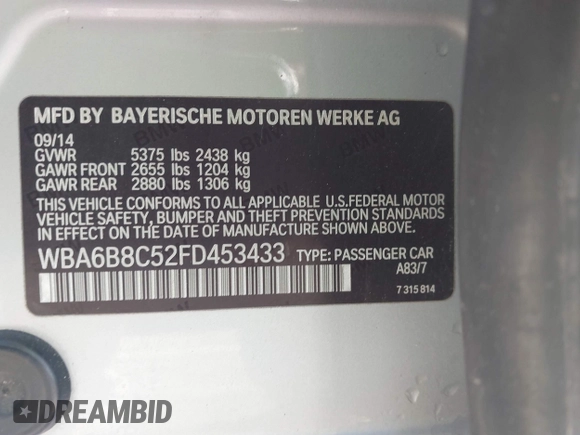 MFD BY BAYERISCHE MOTOREN WERKE AG
09/14
GVWR 5375 lbs 2438 kg
GAWR FRONT 2655 lbs 1204 kg
GAWR REAR 2880 lbs 1306 kg
THIS VEHICLE CONFORMS TO ALL APPLICABLE U.S.FEDERAL MOTOR
VEHICLE SAFETY, BUMPER AND THEFT PREVENTION STANDARDS
IN EFFECT ON THE DATE OF MANUFACTURE SHOWN ABOVE.
WBA6B8C52FD453433 TYPE: PASSENGER CAR
A83/7
7 315 814
DREAMBID